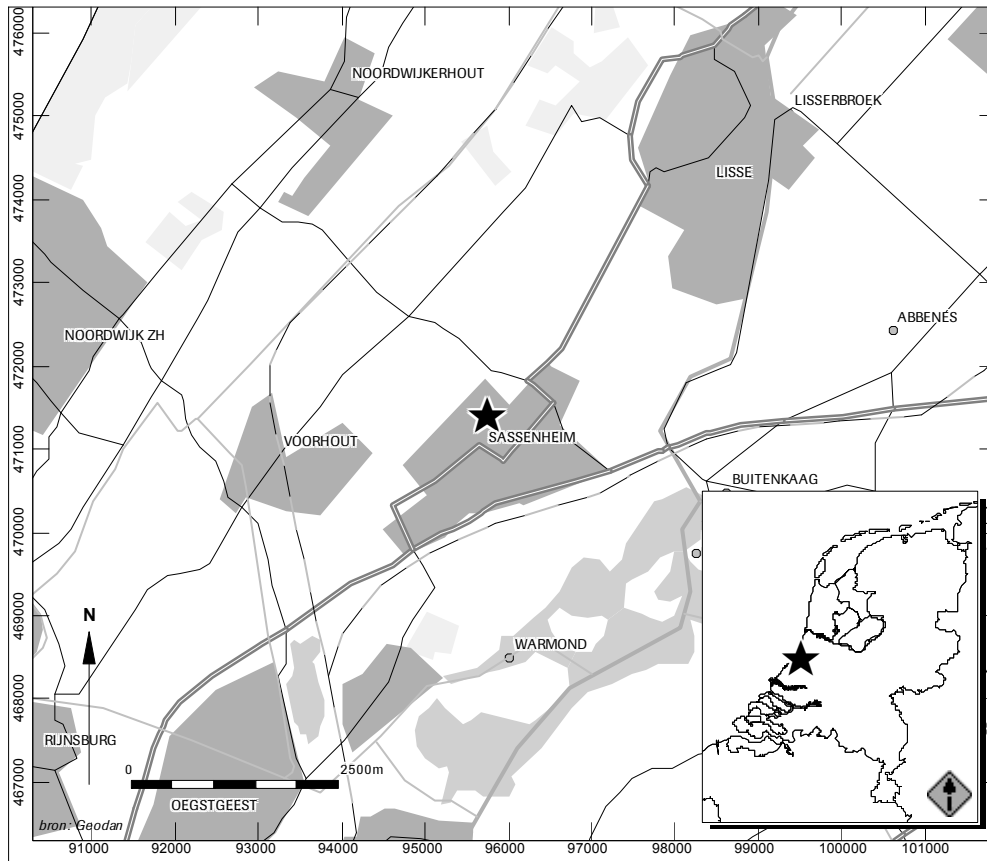 476000
475000
474000
473000
472000
471000
470000
469000
468000
467000
NOORDWIJKERHOUT
LISSERBROEK
LISSE
ABBENES
NOORDWIJK ZH
VOORHOUT
SASSENHEIM
BUITENKAAG
N
WARMOND
RIJNSBURG
0 2500m
OEGSTGEEST
bron: Geodan
91000 92000 93000 94000 95000 96000 97000 98000 99000 100000 101000